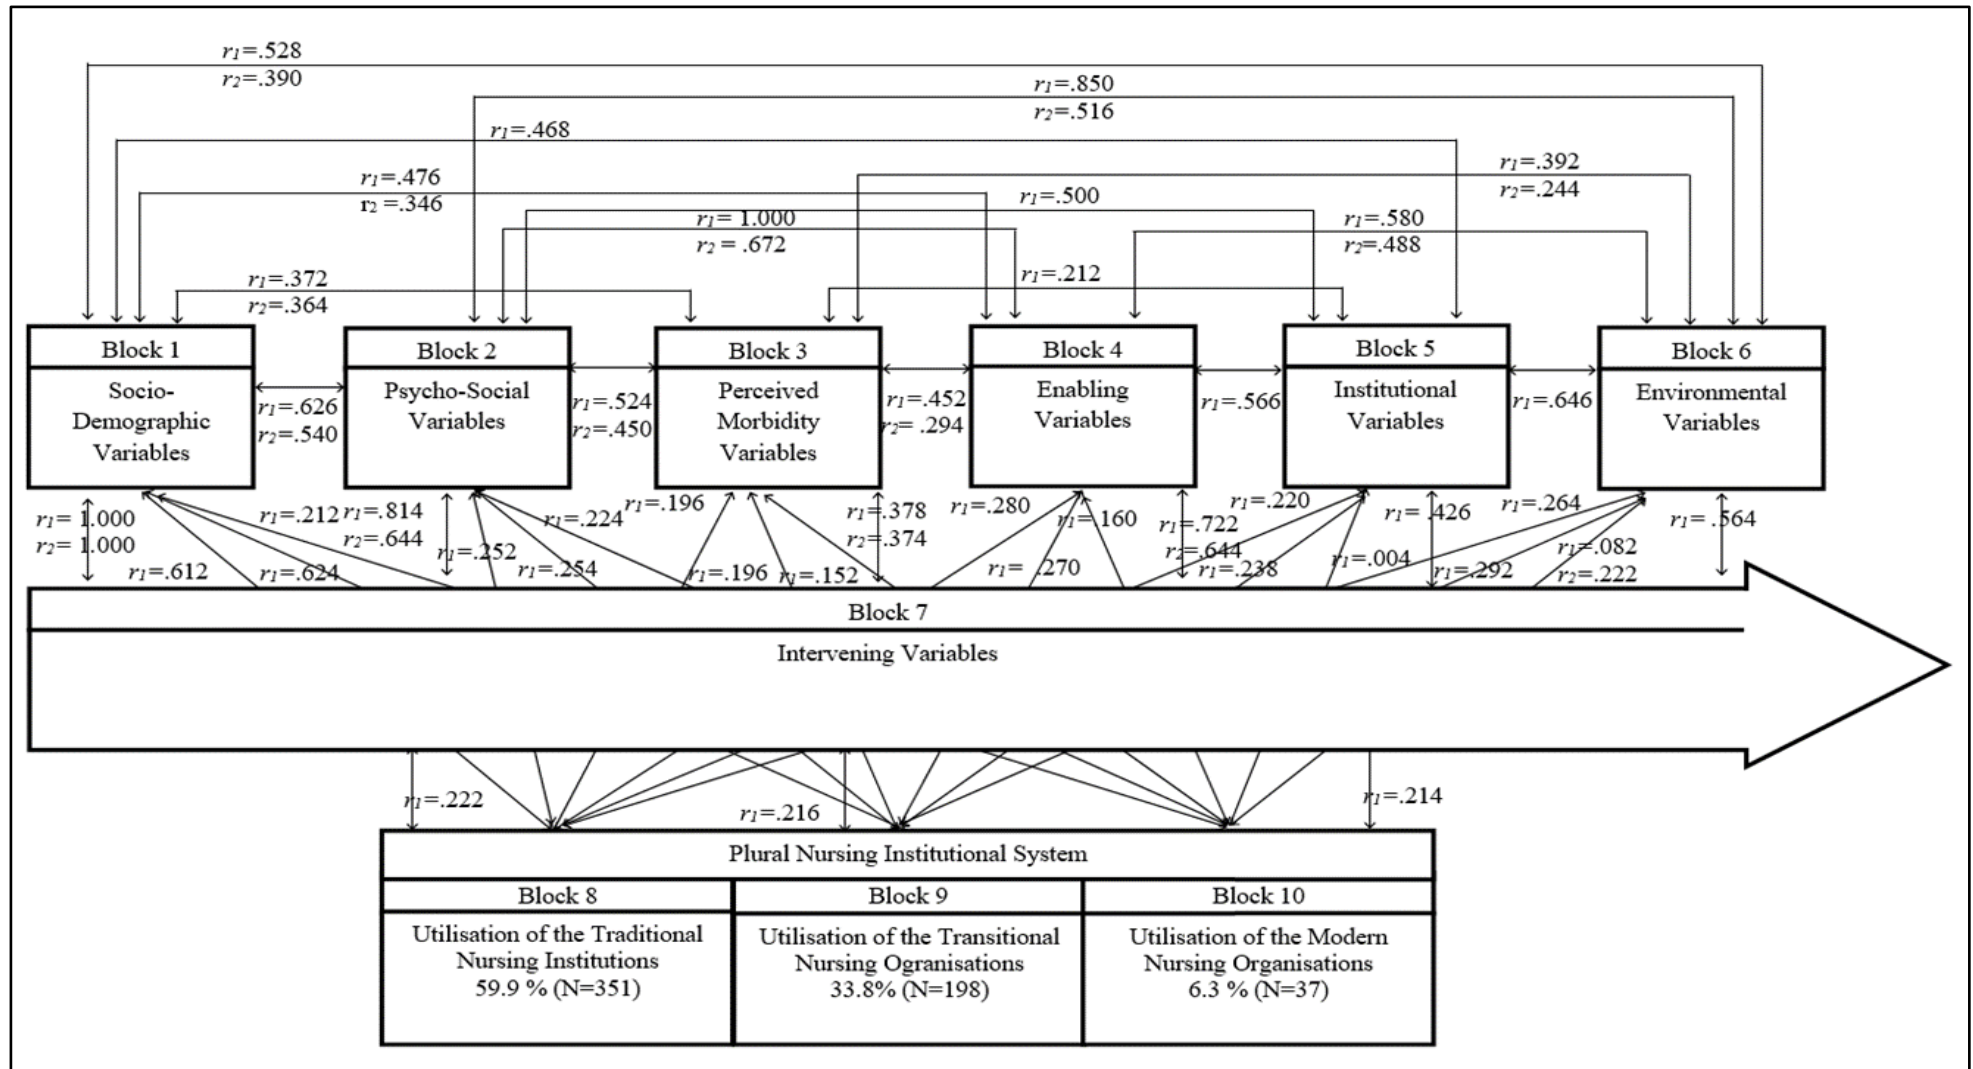 r1=.528
r2=.390
r1=.850
r2=.516
r1=.468
r1=.392
r2=.244
r1=.476
r2 =.346
r1=.500
r1= 1.000
r2 = .672
r1=.580
r2=.488
r1=.372
r2=.364
r1=.212
Block 1
Socio-
Demographic
Variables
Block 2
Psycho-Social
Variables
Block 3
Perceived
Morbidity
Variables
Block 4
Enabling
Variables
Block 5
Institutional
Variables
Block 6
Environmental
Variables
r1=.626
r2=.540
r1=.524
r2=.450
r1=.452
r2= .294
r1=.566
r1=.646
r1= 1.000
r2= 1.000
r1=.612
r1=.212
r1=.624
r1=.814
r2=.644
r1=.252
r1=.224
r1=.254
r1=.196
r1=.196
r1=.152
r1=.378
r2=.374
r1=.280
r1=.160
r1= .270
r1=.722
r2=.644
r1=.238
r1=.220
r1=.004
r1= .426
r1=.292
r1=.264
r1=.082
r2=.222
r1= .564
Block 7
Intervening Variables
r1=.222
r1=.216
r1=.214
Plural Nursing Institutional System
Block 8
Utilisation of the Traditional
Nursing Institutions
59.9 % (N=351)
Block 9
Utilisation of the Transitional
Nursing Ogranisations
33.8% (N=198)
Block 10
Utilisation of the Modern
Nursing Organisations
6.3 % (N=37)